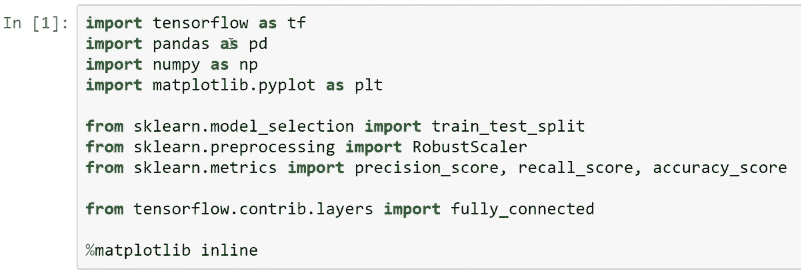 In [1]: import tensorflow as tf
import pandas as pd
import numpy as np
import matplotlib.pyplot as plt
from sklearn.model_selection import train_test_split
from sklearn.preprocessing import RobustScaler
from sklearn.metrics import precision_score, recall_score, accuracy_score
from tensorflow.contrib.layers import fully_connected
%matplotlib inline